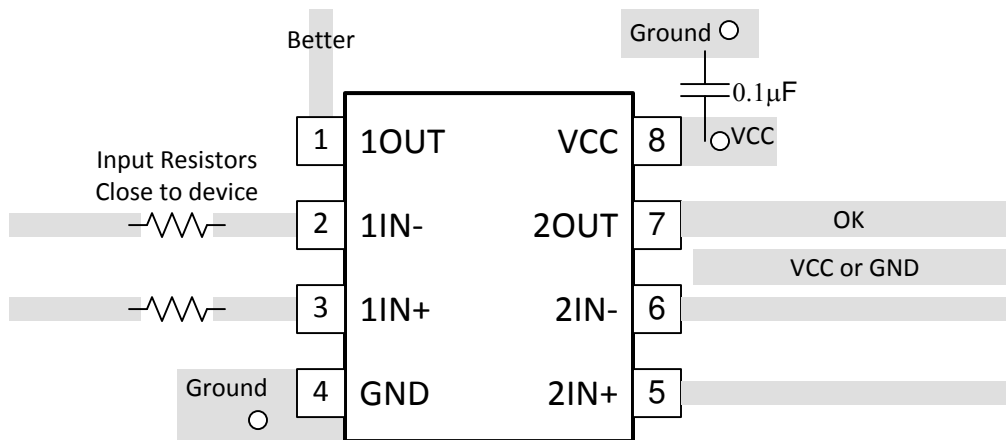 Better
Ground
0.1μF
1 1OUT VCC 8 VCC
Input Resistors
Close to device
2 1IN- 2OUT 7 OK
VCC or GND
3 1IN+ 2IN- 6
Ground
4 GND 2IN+ 5